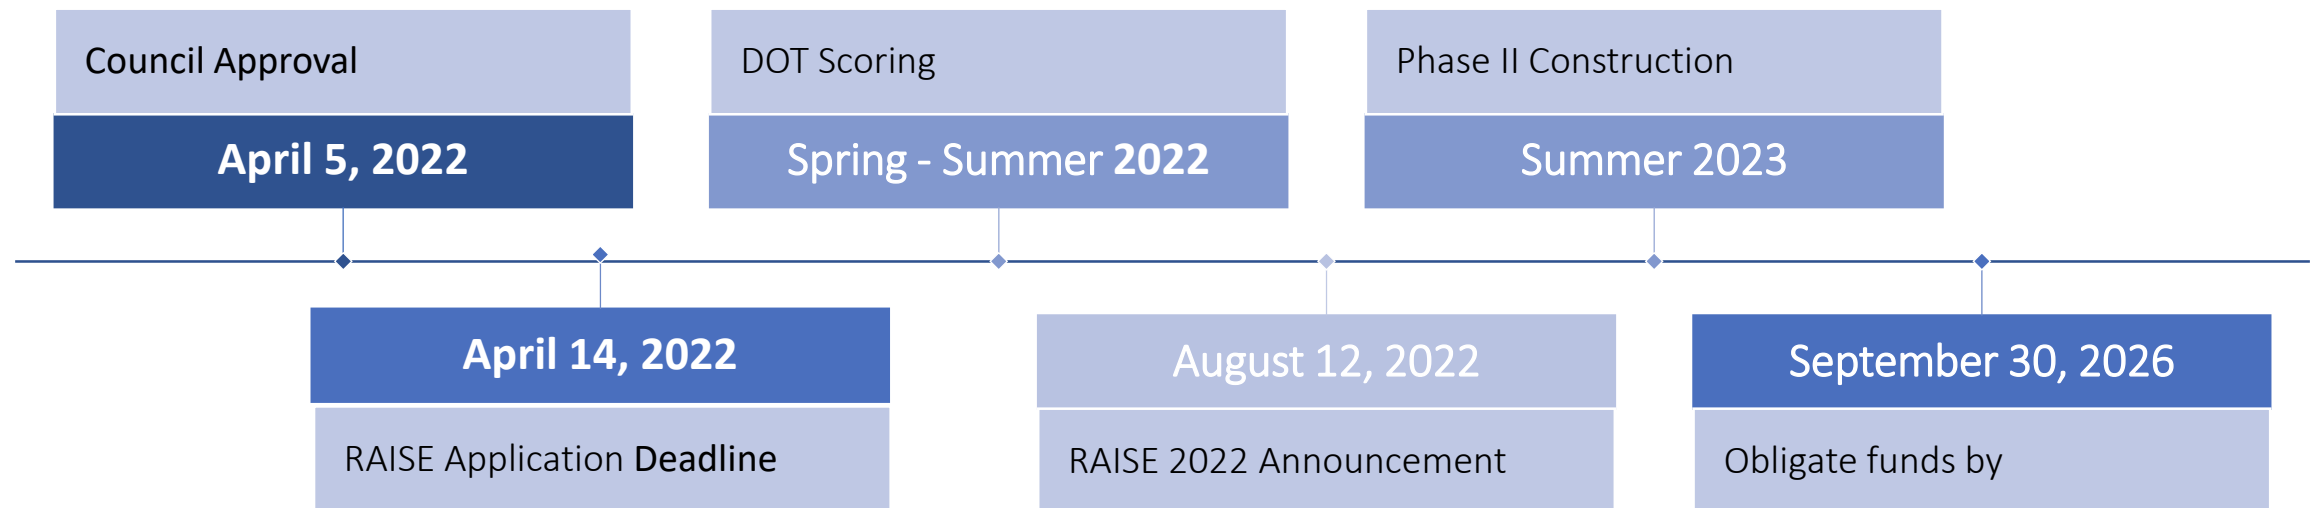 Council Approval
April 5, 2022
April 14, 2022
RAISE Application Deadline
DOT Scoring
Spring - Summer 2022
August 12, 2022
RAISE 2022 Announcement
Phase II Construction
Summer 2023
September 30, 2026
Obligate funds by